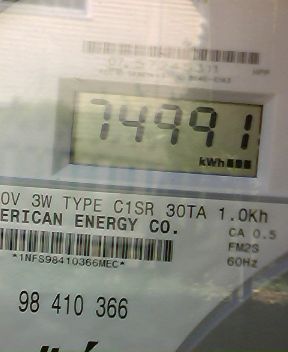 74991
kWh
0V 3W TYPE C1SR 30TA 1.0Kh
ERICAN ENERGY CO.
CA 0.5
FM2S
*1NFS98410366MEC*
60Hz
98 410 366